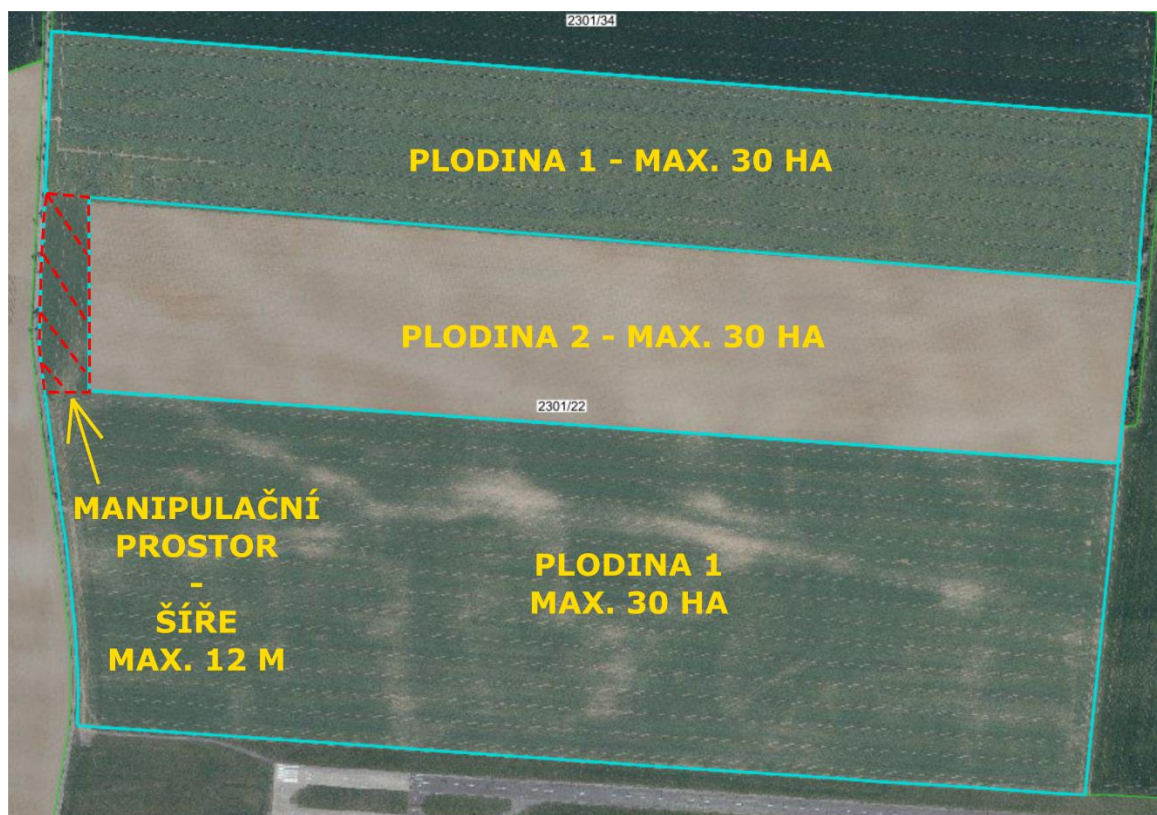 2301/34
PLODINA 1 - MAX. 30 HA
PLODINA 2 - MAX. 30 HA
2301/22
MANIPULAČNÍ
PROSTOR
-
ŠÍŘE
MAX. 12 M
PLODINA 1
MAX. 30 HA